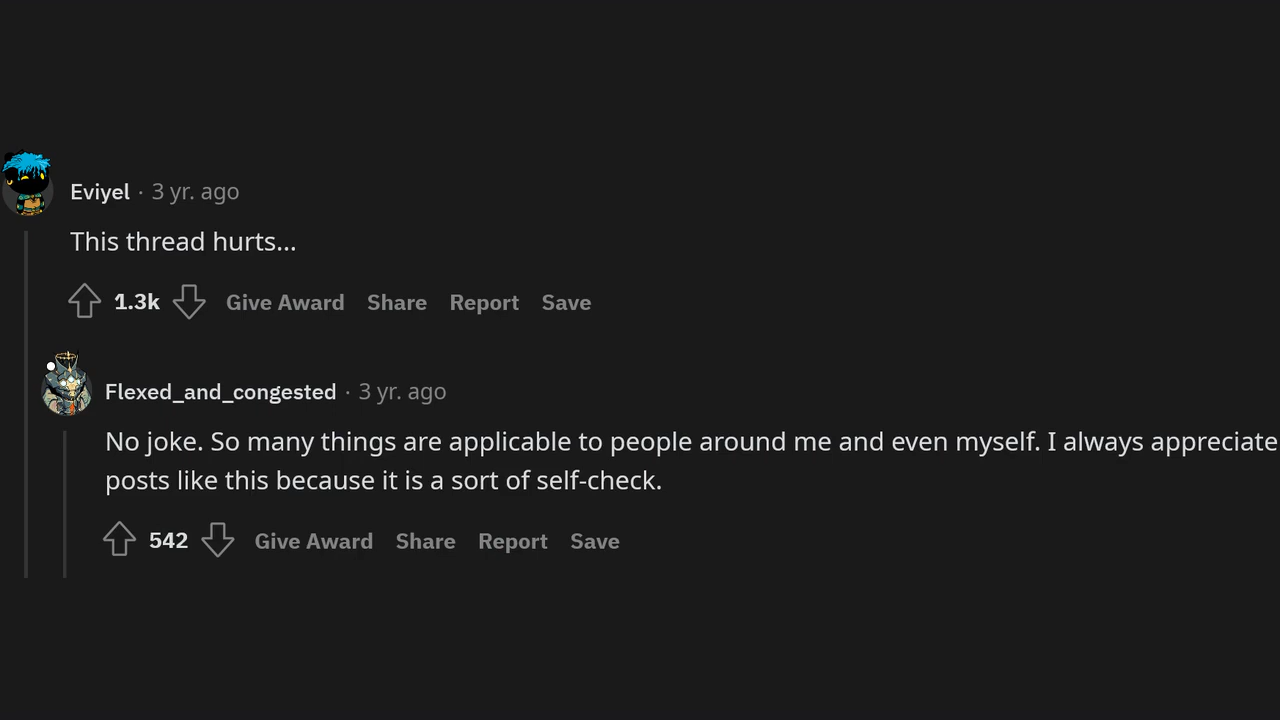 Eviyel · 3 yr. ago
This thread hurts...
1.3k Give Award Share Report Save
Flexed_and_congested · 3 yr. ago
No joke. So many things are applicable to people around me and even myself. I always appreciate
posts like this because it is a sort of self-check.
542 Give Award Share Report Save